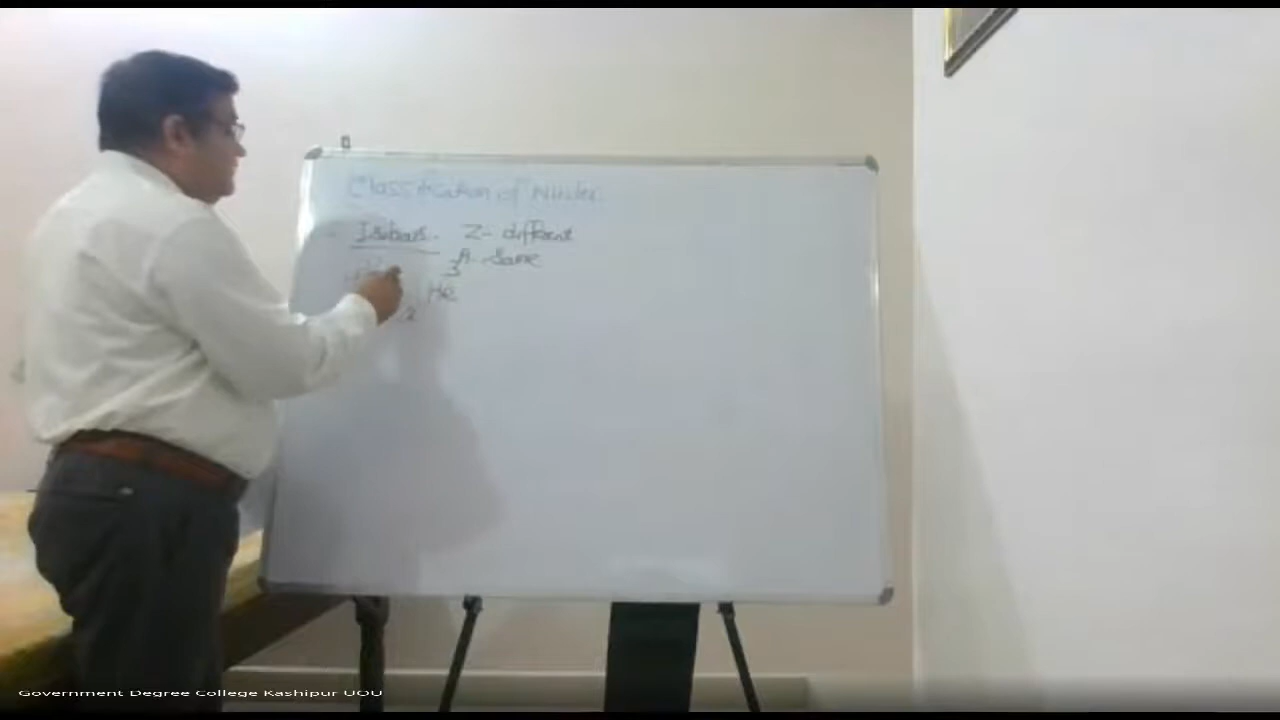 Classification of Nuclei
Isobars. Z- different
A- Same
3
He
2
Government Degree College Kashipur UOU